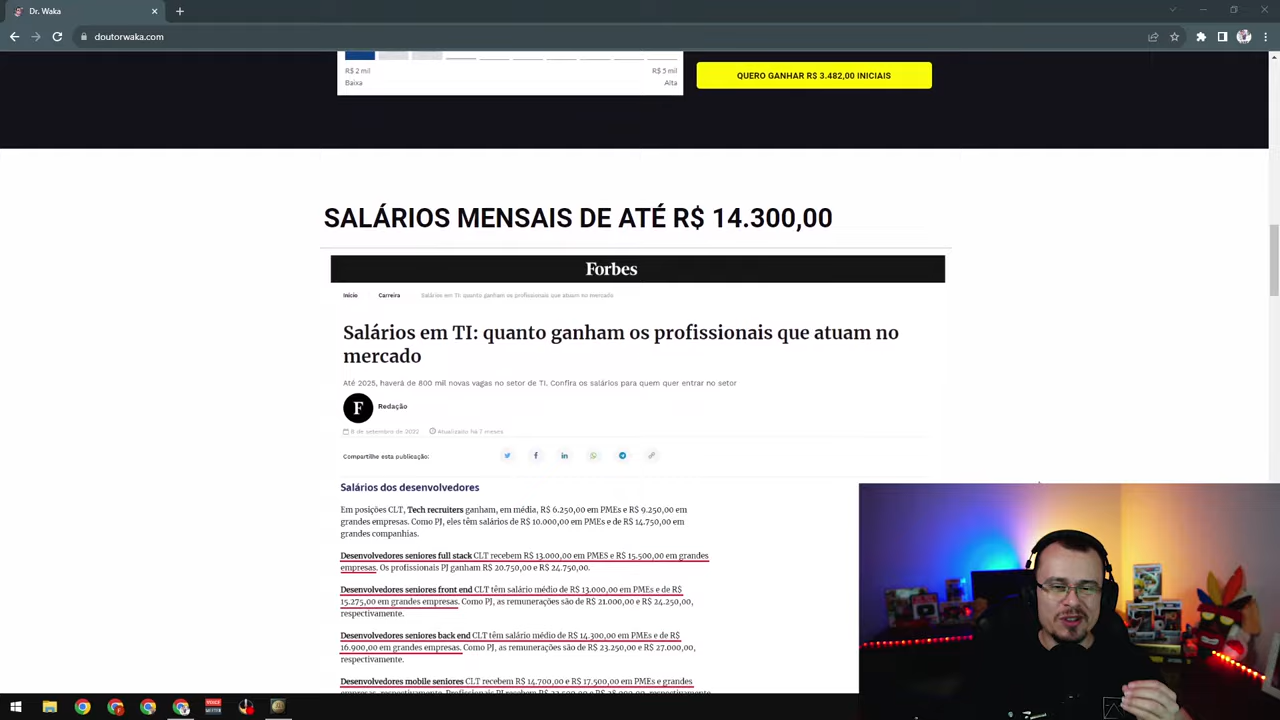 Dr. Waka
doutorwaka.com
R$ 2 mil
R$ 5 mil
Baixa
Alta
QUERO GANHAR R$ 3.482,00 INICIAIS
SALÁRIOS MENSAIS DE ATÉ R$ 14.300,00
Forbes
Início
Carreira
Salários em TI: quanto ganham os profissionais que atuam no mercado
Salários em TI: quanto ganham os profissionais que atuam no
mercado
Até 2025, haverá de 800 mil novas vagas no setor de TI. Confira os salários para quem quer entrar no setor
F
Redação
8 de setembro de 2022
Atualizado há 7 meses
Compartilhe esta publicação:
Salários dos desenvolvedores
Em posições CLT, Tech recruiters ganham, em média, R$ 6.250,00 em PMEs e R$ 9.250,00 em
grandes empresas. Como PJ, eles têm salários de R$ 10.000,00 em PMEs e de R$ 14.750,00 em
grandes companhias.
Desenvolvedores seniores full stack CLT recebem R$ 13.000,00 em PMES e R$ 15.500,00 em grandes
empresas. Os profissionais PJ ganham R$ 20.750,00 e R$ 24.750,00.
Desenvolvedores seniores front end CLT têm salário médio de R$ 13.000,00 em PMEs e de R$
15.275,00 em grandes empresas. Como PJ, as remunerações são de R$ 21.000,00 e R$ 24.250,00,
respectivamente.
Desenvolvedores seniores back end CLT têm salário médio de R$ 14.300,00 em PMEs e de R$
16.900,00 em grandes empresas. Como PJ, as remunerações são de R$ 23.250,00 e R$ 27.000,00,
respectivamente.
Desenvolvedores mobile seniores CLT recebem R$ 14.700,00 e R$ 17.500,00 em PMEs e grandes